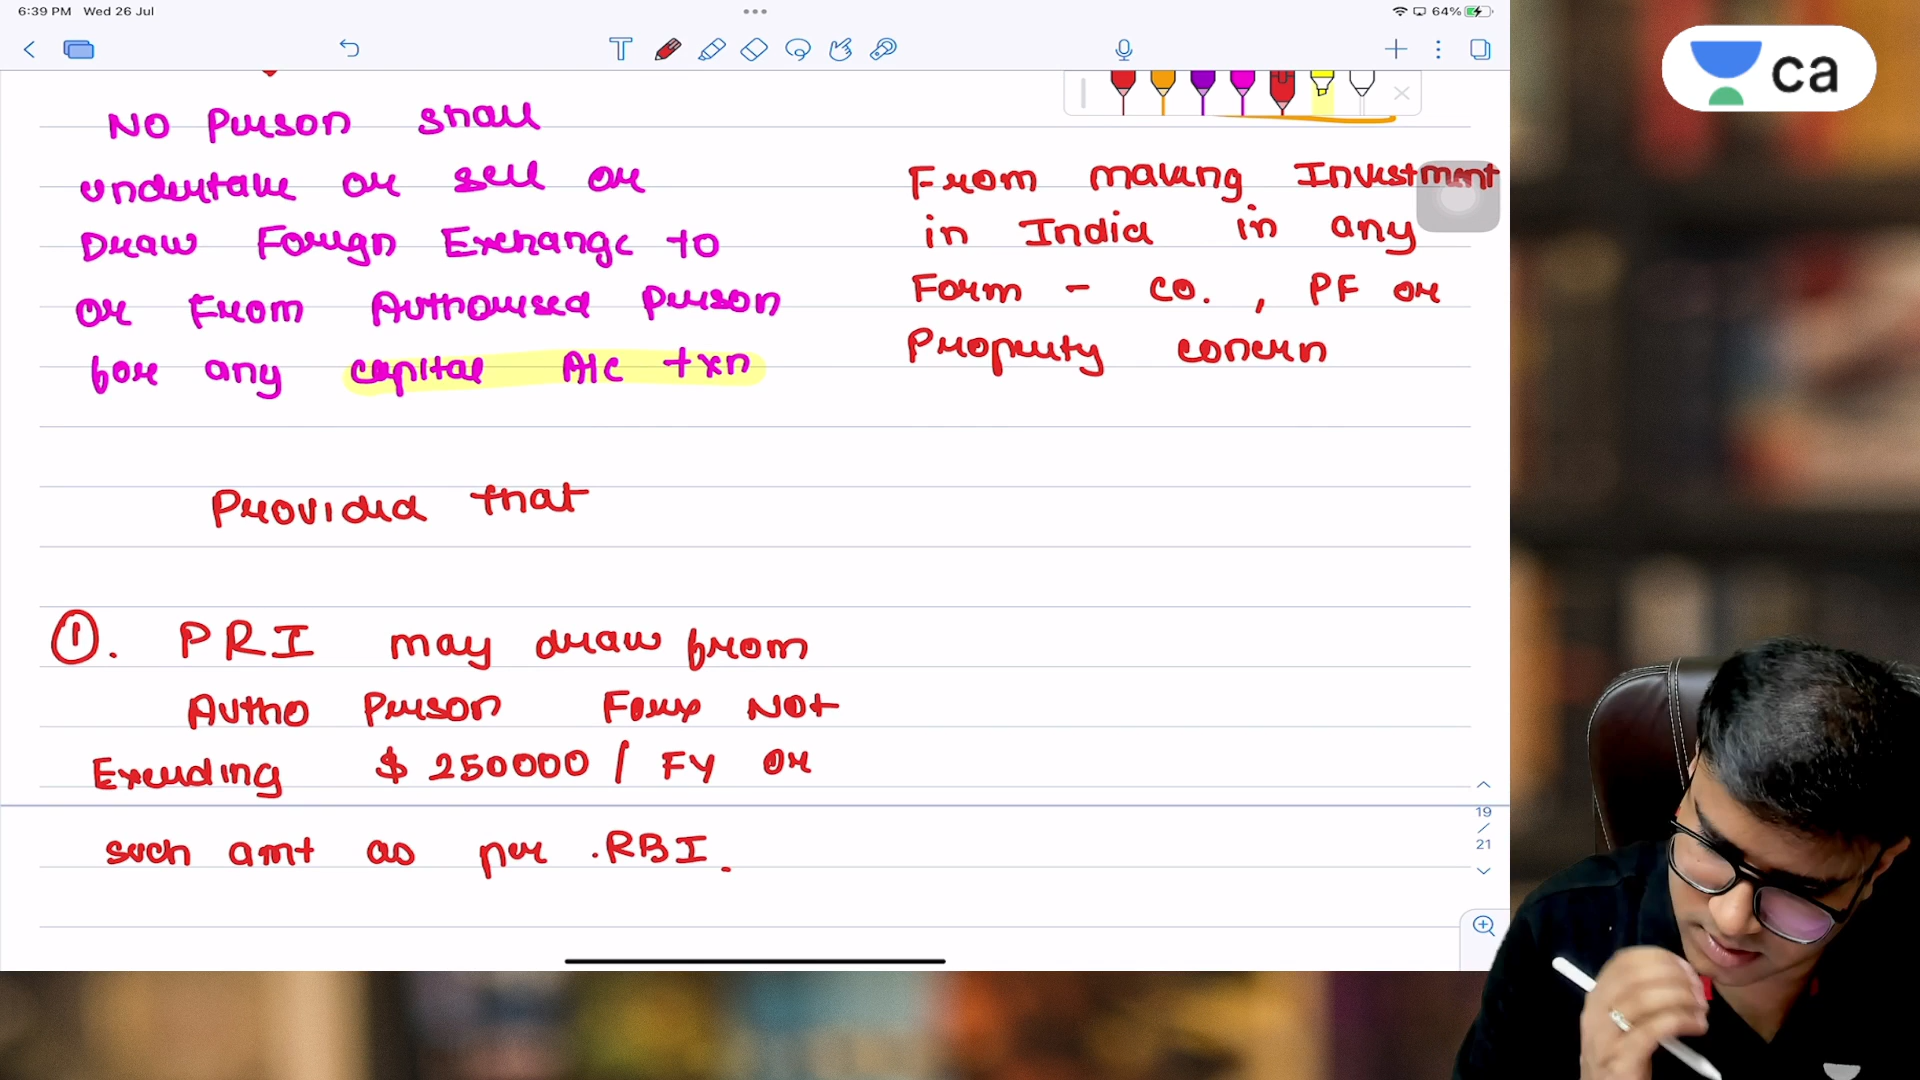 6:39 PM Wed 26 Jul
64%
ca
No Person shall
undertake or sell or
Draw Foreign Exchange to
or From Authorised Person
for any capital A/c txn
From making Investment
in India in any
Form - co., PF or
Property concern
Provided that
①. PRI may draw from
Autho Person Forex Not
Exceeding $ 250000 / FY or
such amt as per .RBI.
19
/
21